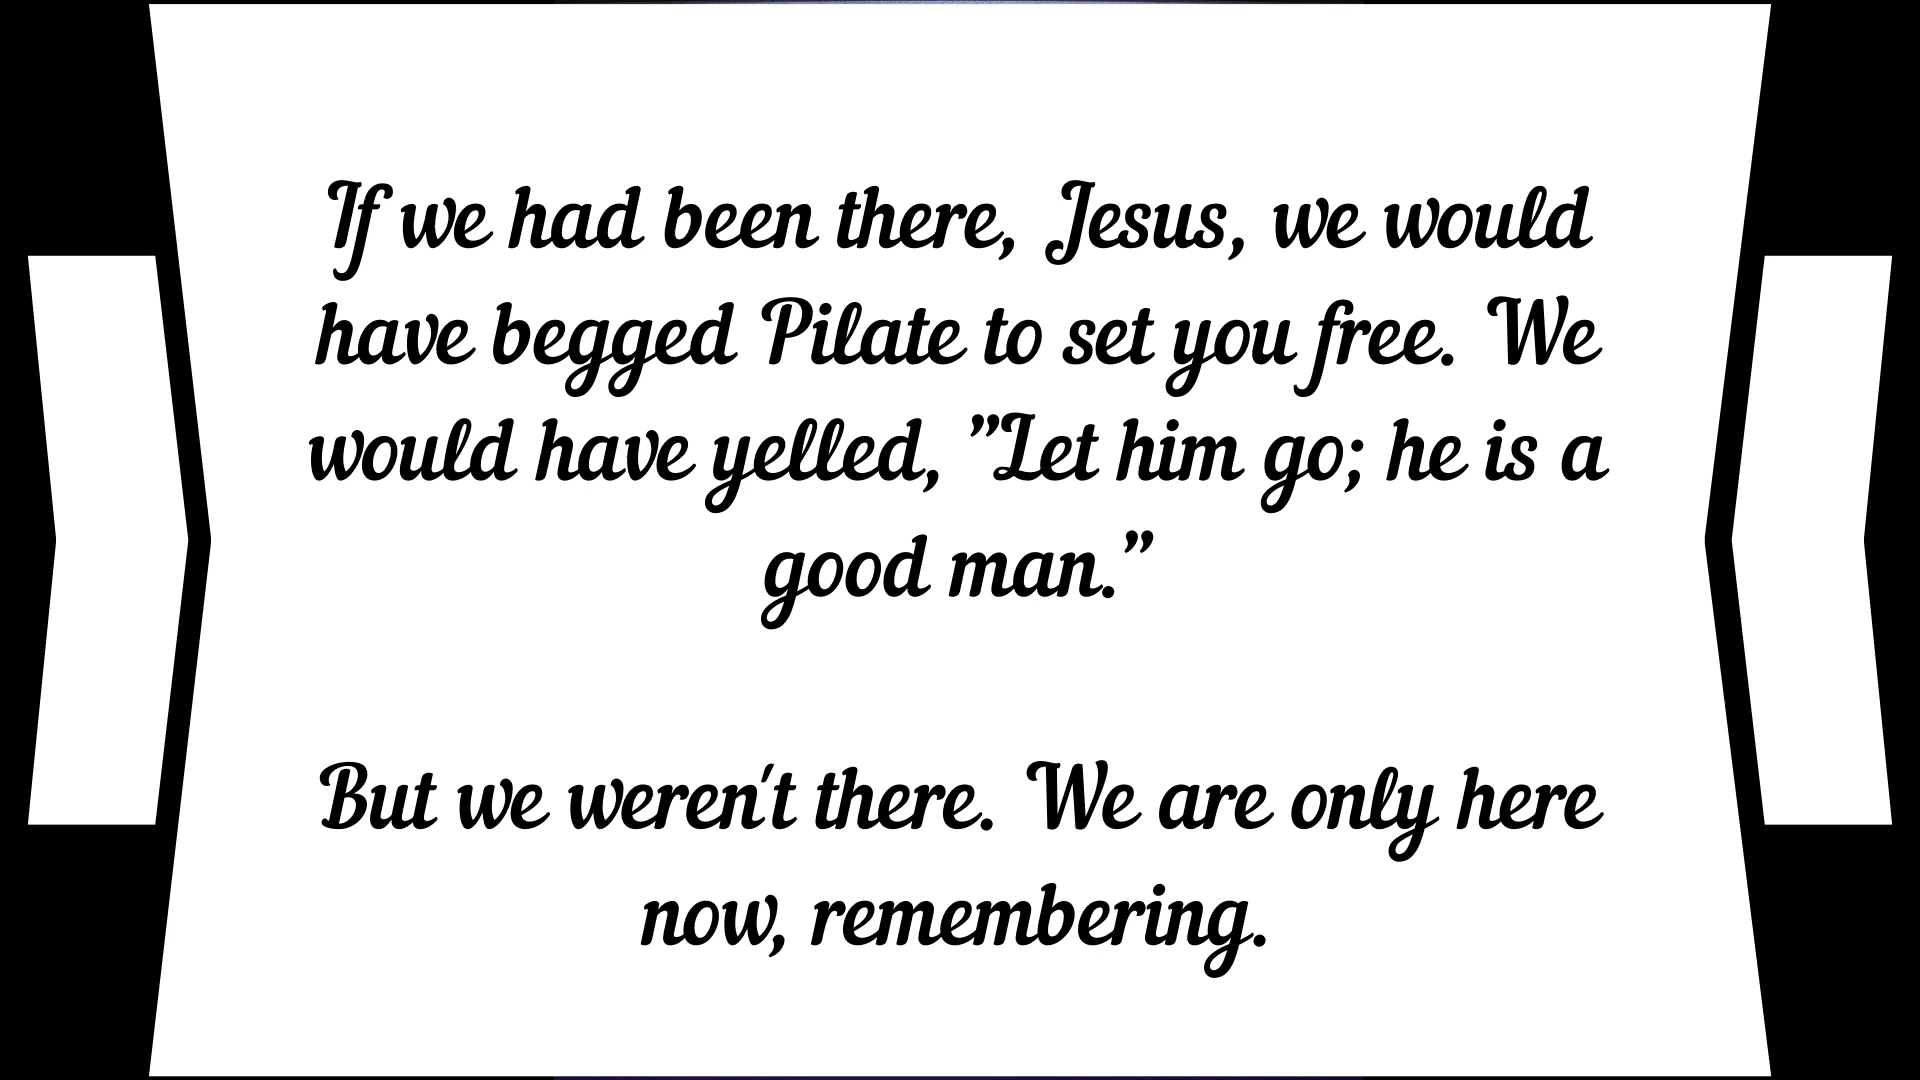 If we had been there, Jesus, we would
have begged Pilate to set you free. We
would have yelled, ”Let him go; he is a
good man.”
But we weren't there. We are only here
now, remembering.